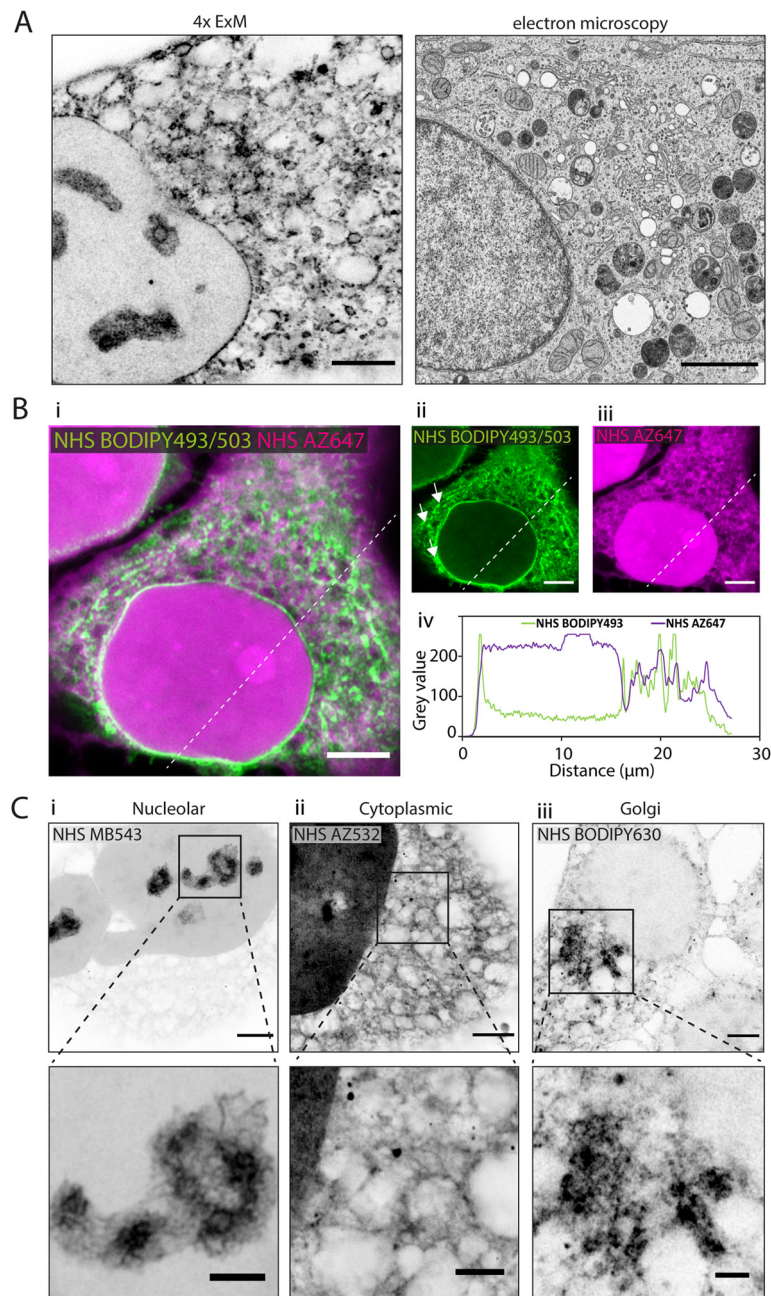 A
4x ExM
electron microscopy
B
i
NHS BODIPY493/503 NHS AZ647
ii
NHS BODIPY493/503
iii
NHS AZ647
iv
NHS BODIPY493
NHS AZ647
Grey value
200
100
0
0
10
20
30
Distance (µm)
C
i
Nucleolar
NHS MB543
ii
Cytoplasmic
NHS AZ532
iii
Golgi
NHS BODIPY630